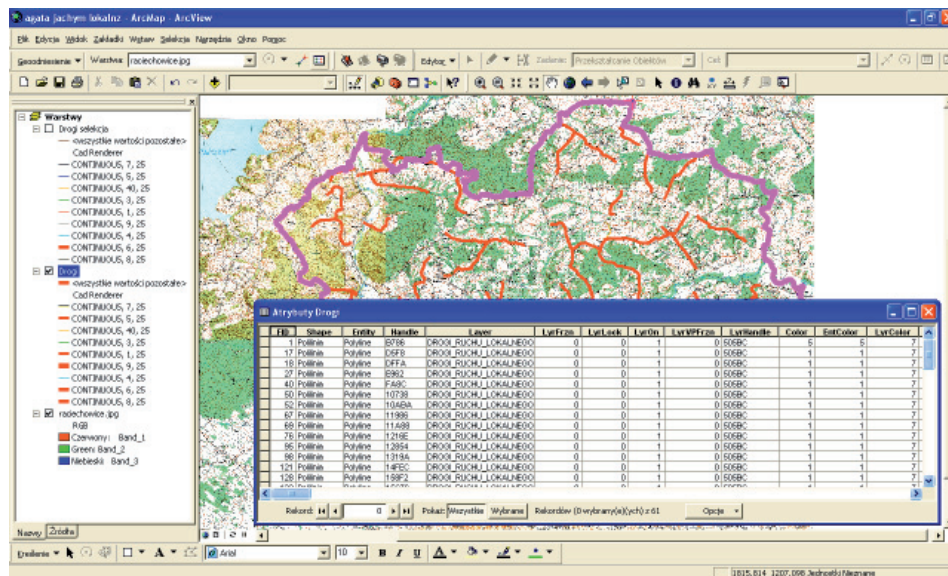 agata jachym lokalnz - ArcMap - ArcView
Plik Edycja Widok Zakładki Wstaw Selekcja Narzędzia Okno Pomoc
Warstwa: raciechowice.jpg
Edytor Zadanie: Przekształcanie Obiektów Cel:
Warstwy
Drogi selekcja
<wszystkie wartości pozostałe>
Cad Renderer
CONTINUOUS, 7, 25
CONTINUOUS, 5, 25
CONTINUOUS, 40, 25
CONTINUOUS, 3, 25
CONTINUOUS, 1, 25
CONTINUOUS, 9, 25
CONTINUOUS, 4, 25
CONTINUOUS, 6, 25
CONTINUOUS, 8, 25
Drogi
<wszystkie wartości pozostałe>
Cad Renderer
CONTINUOUS, 7, 25
CONTINUOUS, 5, 25
CONTINUOUS, 40, 25
CONTINUOUS, 3, 25
CONTINUOUS, 1, 25
CONTINUOUS, 9, 25
CONTINUOUS, 4, 25
CONTINUOUS, 6, 25
CONTINUOUS, 8, 25
raciechowice.jpg
RGB
Czerwony: Band_1
Green: Band_2
Niebieski: Band_3
Nazwy Źródła
Atrybuty Drogi
FID Shape Entity Handle Layer LyrFrzn LyrLock LyrOn LyrVPFrzn LyrHandle Color EntColor LyrColor
1 Polilinia Polyline B786 DROGI_RUCHU_LOKALNEGO 0 0 1 0 505BC 5 5 7
17 Polilinia Polyline D5F8 DROGI_RUCHU_LOKALNEGO 0 0 1 0 505BC 1 1 7
18 Polilinia Polyline DFFA DROGI_RUCHU_LOKALNEGO 0 0 1 0 505BC 1 1 7
27 Polilinia Polyline E982 DROGI_RUCHU_LOKALNEGO 0 0 1 0 505BC 1 1 7
40 Polilinia Polyline FA8C DROGI_RUCHU_LOKALNEGO 0 0 1 0 505BC 1 1 7
50 Polilinia Polyline 10738 DROGI_RUCHU_LOKALNEGO 0 0 1 0 505BC 1 1 7
52 Polilinia Polyline 10ABA DROGI_RUCHU_LOKALNEGO 0 0 1 0 505BC 1 1 7
67 Polilinia Polyline 11986 DROGI_RUCHU_LOKALNEGO 0 0 1 0 505BC 1 1 7
69 Polilinia Polyline 11A88 DROGI_RUCHU_LOKALNEGO 0 0 1 0 505BC 1 1 7
76 Polilinia Polyline 1216E DROGI_RUCHU_LOKALNEGO 0 0 1 0 505BC 1 1 7
95 Polilinia Polyline 12854 DROGI_RUCHU_LOKALNEGO 0 0 1 0 505BC 1 1 7
98 Polilinia Polyline 1319A DROGI_RUCHU_LOKALNEGO 0 0 1 0 505BC 1 1 7
121 Polilinia Polyline 14FEC DROGI_RUCHU_LOKALNEGO 0 0 1 0 505BC 1 1 7
128 Polilinia Polyline 159F2 DROGI_RUCHU_LOKALNEGO 0 0 1 0 505BC 1 1 7
Rekord: 0 Pokaż: Wszystkie Wybrane Rekordów (0 wybrany(e)(ych) z 61 Opcje
Arial 10 B I U A
1815,814 1207,098 Jednostki Nieznane